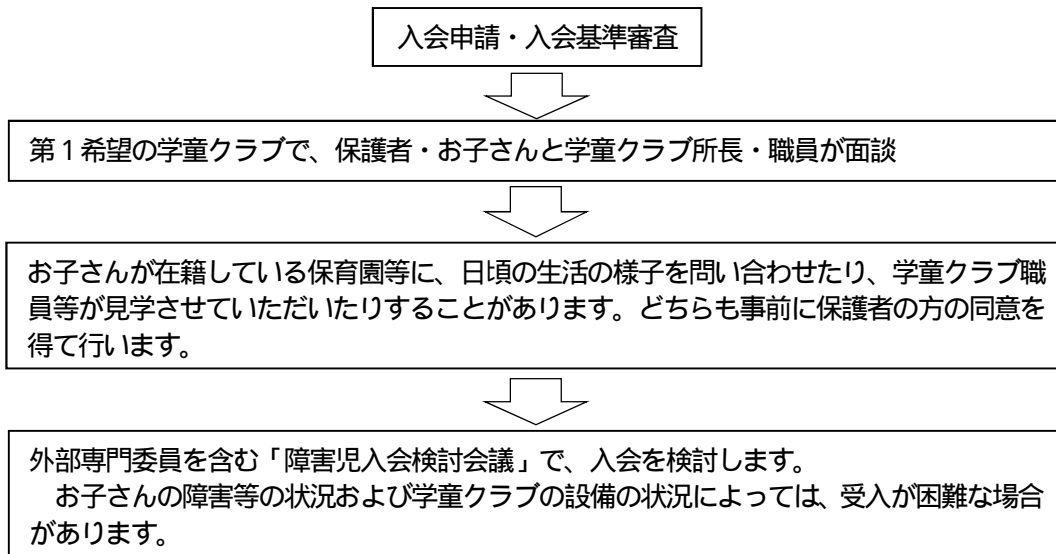 入会申請・入会基準審査
第1希望の学童クラブで、保護者・お子さんと学童クラブ所長・職員が面談
お子さんが在籍している保育園等に、日頃の生活の様子を問い合わせたり、学童クラブ職
員等が見学させていただいたりすることがあります。どちらも事前に保護者の方の同意を
得て行います。
外部専門委員を含む「障害児入会検討会議」で、入会を検討します。
　お子さんの障害等の状況および学童クラブの設備の状況によっては、受入が困難な場合
があります。